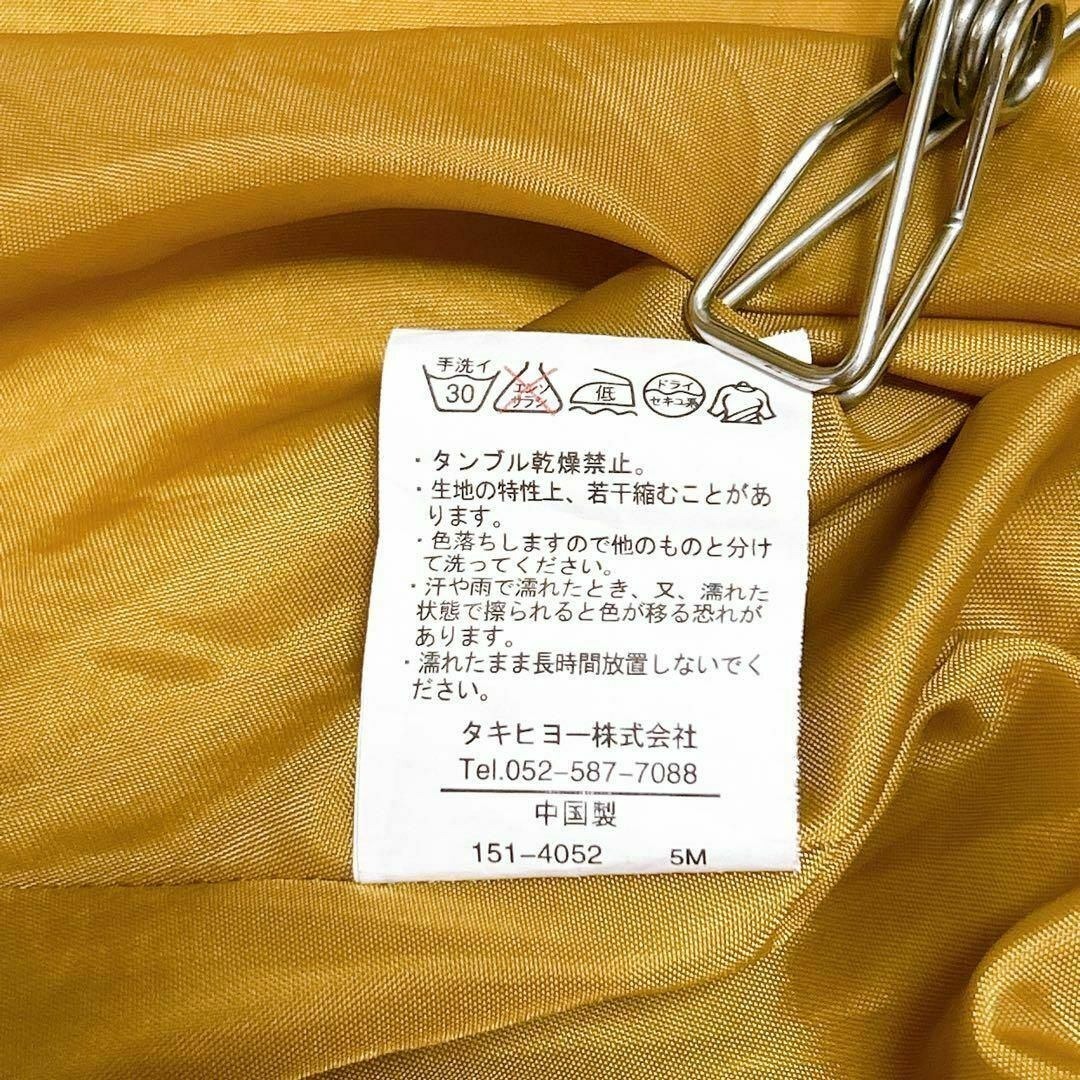 手洗イ
30
エンソ
サラシ
低
ドライ
セキユ系
・タンブル乾燥禁止。
・生地の特性上、若干縮むことがあ
ります。
・色落ちしますので他のものと分け
て洗ってください。
・汗や雨で濡れたとき、又、濡れた
状態で擦られると色が移る恐れが
あります。
・濡れたまま長時間放置しないでく
ださい。
タキヒヨー株式会社
Tel.052-587-7088
中国製
151-4052 5M